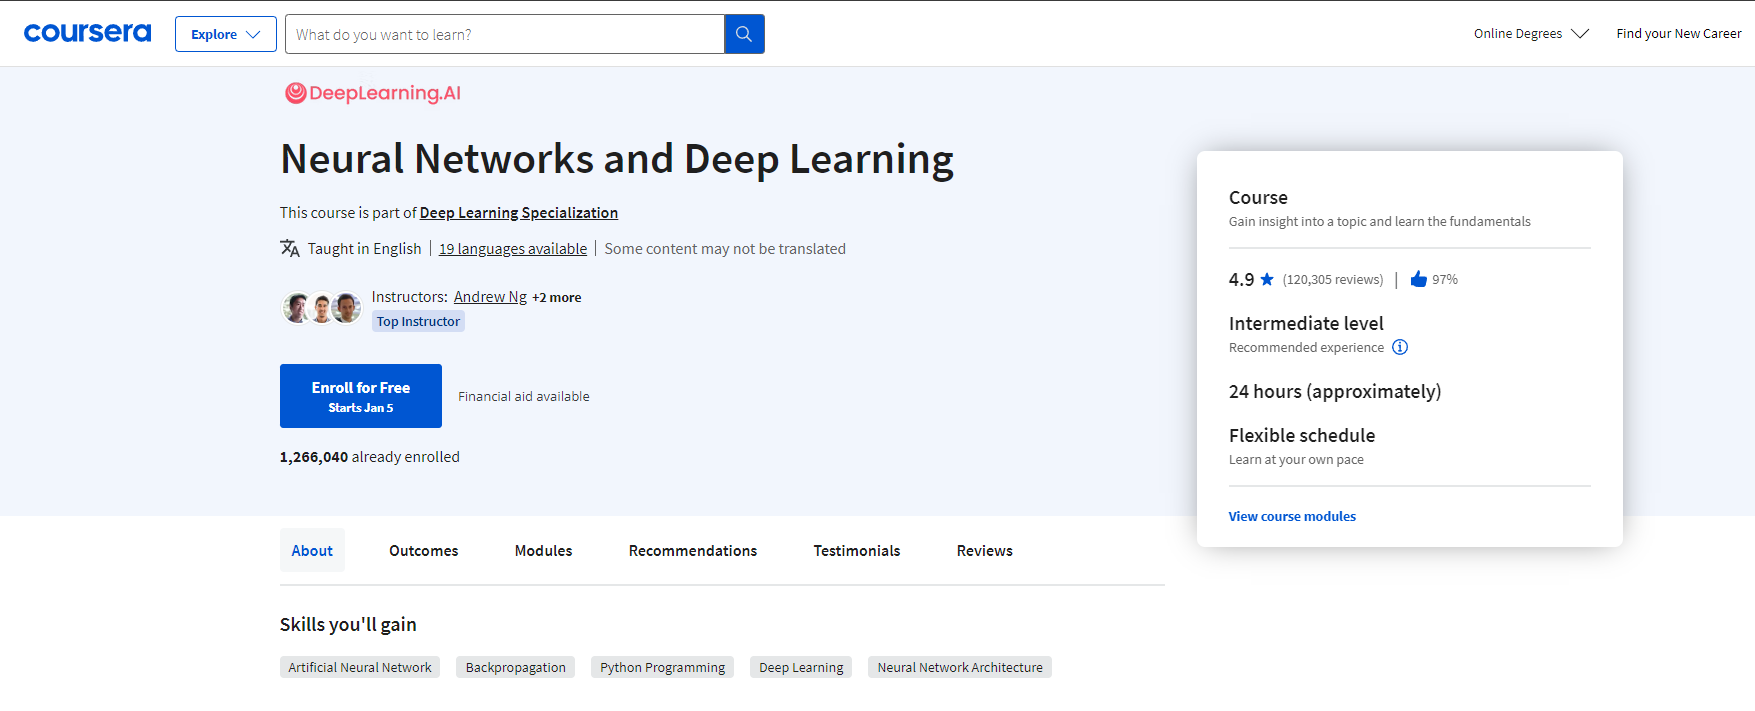 coursera
Explore
What do you want to learn?
Online Degrees
Find your New Career
DeepLearning.AI
Neural Networks and Deep Learning
This course is part of Deep Learning Specialization
Taught in English | 19 languages available | Some content may not be translated
Instructors: Andrew Ng +2 more
Top Instructor
Enroll for Free
Starts Jan 5
Financial aid available
1,266,040 already enrolled
Course
Gain insight into a topic and learn the fundamentals
4.9 (120,305 reviews) | 97%
Intermediate level
Recommended experience
24 hours (approximately)
Flexible schedule
Learn at your own pace
View course modules
About Outcomes Modules Recommendations Testimonials Reviews
Skills you'll gain
Artificial Neural Network Backpropagation Python Programming Deep Learning Neural Network Architecture